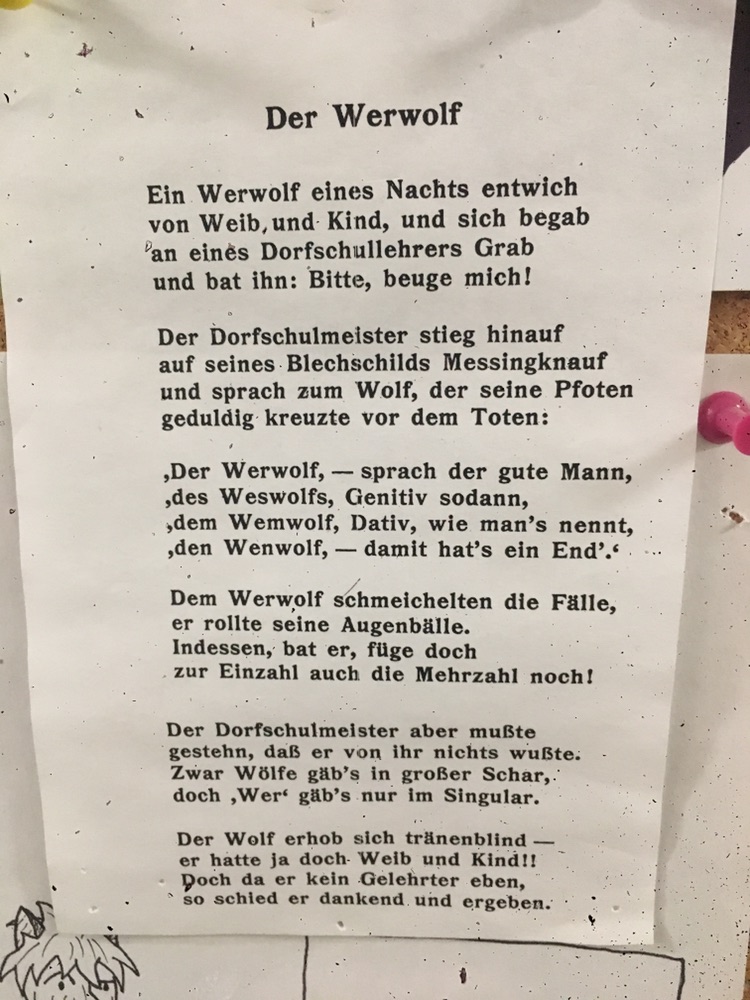 Der Werwolf
Ein Werwolf eines Nachts entwich
von Weib, und Kind, und sich begab
an eines Dorfschullehrers Grab
und bat ihn: Bitte, beuge mich!
Der Dorfschulmeister stieg hinauf
auf seines Blechschilds Messingknauf
und sprach zum Wolf, der seine Pfoten
geduldig kreuzte vor dem Toten:
‚Der Werwolf, — sprach der gute Mann,
‚des Weswolfs, Genitiv sodann,
‚dem Wemwolf, Dativ, wie man's nennt,
‚den Wenwolf, — damit hat's ein End'.‘
Dem Werwolf schmeichelten die Fälle,
er rollte seine Augenbälle.
Indessen, bat er, füge doch
zur Einzahl auch die Mehrzahl noch!
Der Dorfschulmeister aber mußte
gestehn, daß er von ihr nichts wußte.
Zwar Wölfe gäb's in großer Schar,
doch ‚Wer‘ gäb's nur im Singular.
Der Wolf erhob sich tränenblind —
er hatte ja doch Weib und Kind!!
Doch da er kein Gelehrter eben,
so schied er dankend und ergeben.